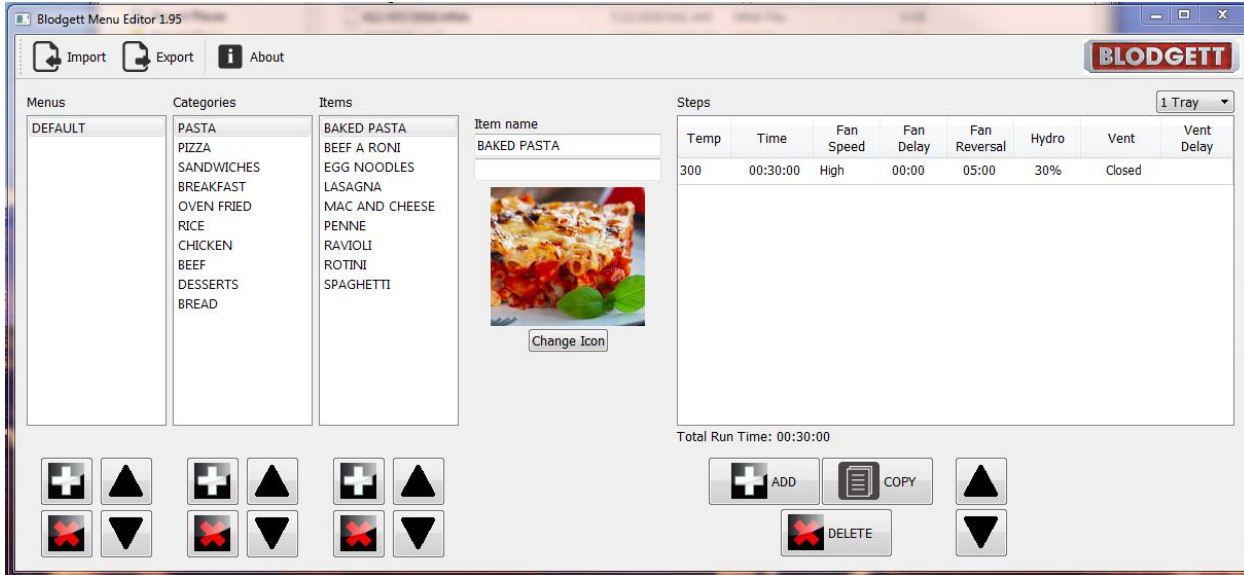 Blodgett Menu Editor 1.95
Import Export i About
BLODGETT
Menus
DEFAULT
Categories
PASTA
PIZZA
SANDWICHES
BREAKFAST
OVEN FRIED
RICE
CHICKEN
BEEF
DESSERTS
BREAD
Items
BAKED PASTA
BEEF A RONI
EGG NOODLES
LASAGNA
MAC AND CHEESE
PENNE
RAVIOLI
ROTINI
SPAGHETTI
Item name
BAKED PASTA
Change Icon
Steps
1 Tray
Temp Time Fan Speed Fan Delay Fan Reversal Hydro Vent Vent Delay
300 00:30:00 High 00:00 05:00 30% Closed
Total Run Time: 00:30:00
ADD COPY
DELETE